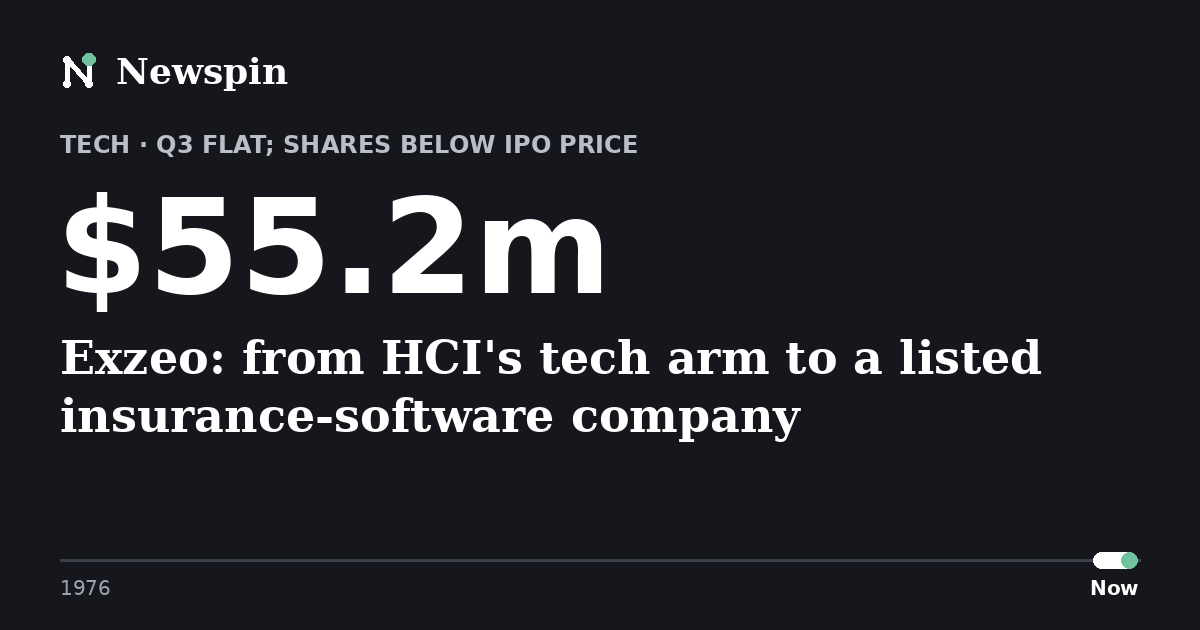 Newspin
TECH · Q3 FLAT; SHARES BELOW IPO PRICE
$55.2m
Exzeo: from HCI's tech arm to a listed
insurance-software company
1976
Now